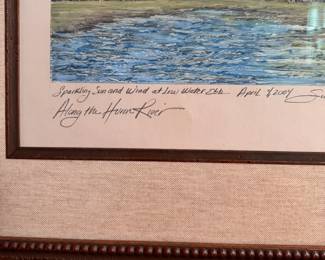 Sparkling Sun and Wind at Low Water Ebb April 2004
Along the Huron River